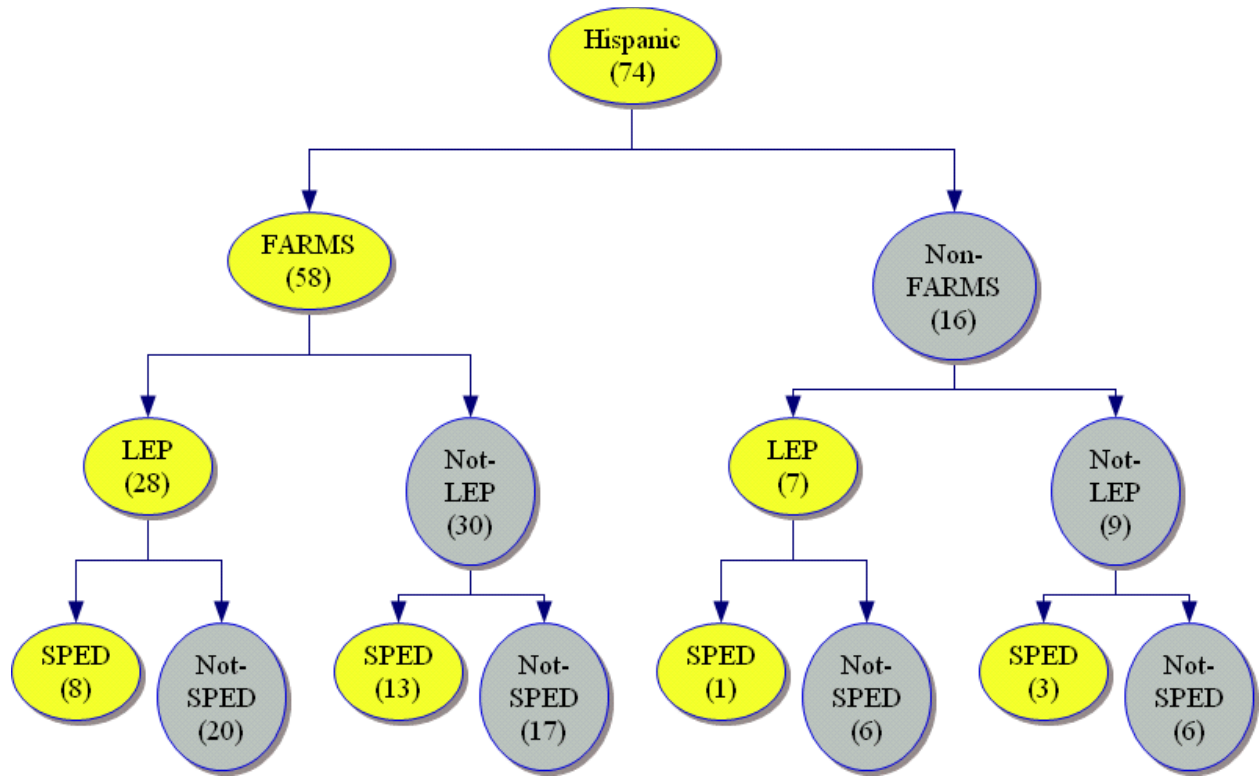 Hispanic
(74)
FARMS
(58)
Non-
FARMS
(16)
LEP
(28)
Not-
LEP
(30)
LEP
(7)
Not-
LEP
(9)
SPED
(8)
Not-
SPED
(20)
SPED
(13)
Not-
SPED
(17)
SPED
(1)
Not-
SPED
(6)
SPED
(3)
Not-
SPED
(6)